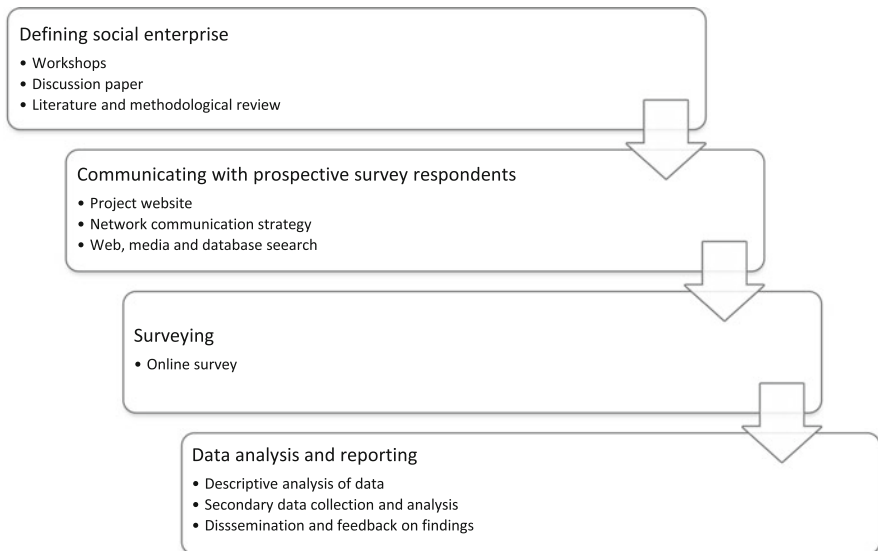 Defining social enterprise
• Workshops
• Discussion paper
• Literature and methodological review
Communicating with prospective survey respondents
• Project website
• Network communication strategy
• Web, media and database seearch
Surveying
• Online survey
Data analysis and reporting
• Descriptive analysis of data
• Secondary data collection and analysis
• Disssemination and feedback on findings